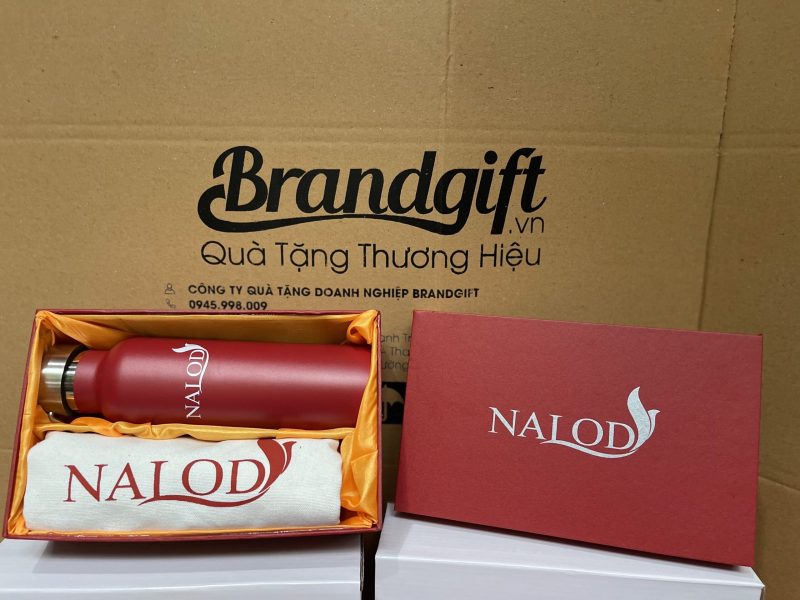 Brandgift
.vn
Quà Tặng Thương Hiệu
CÔNG TY QUÀ TẶNG DOANH NGHIỆP BRANDGIFT
0945.998.009
NALOD
NALOD
NALOD